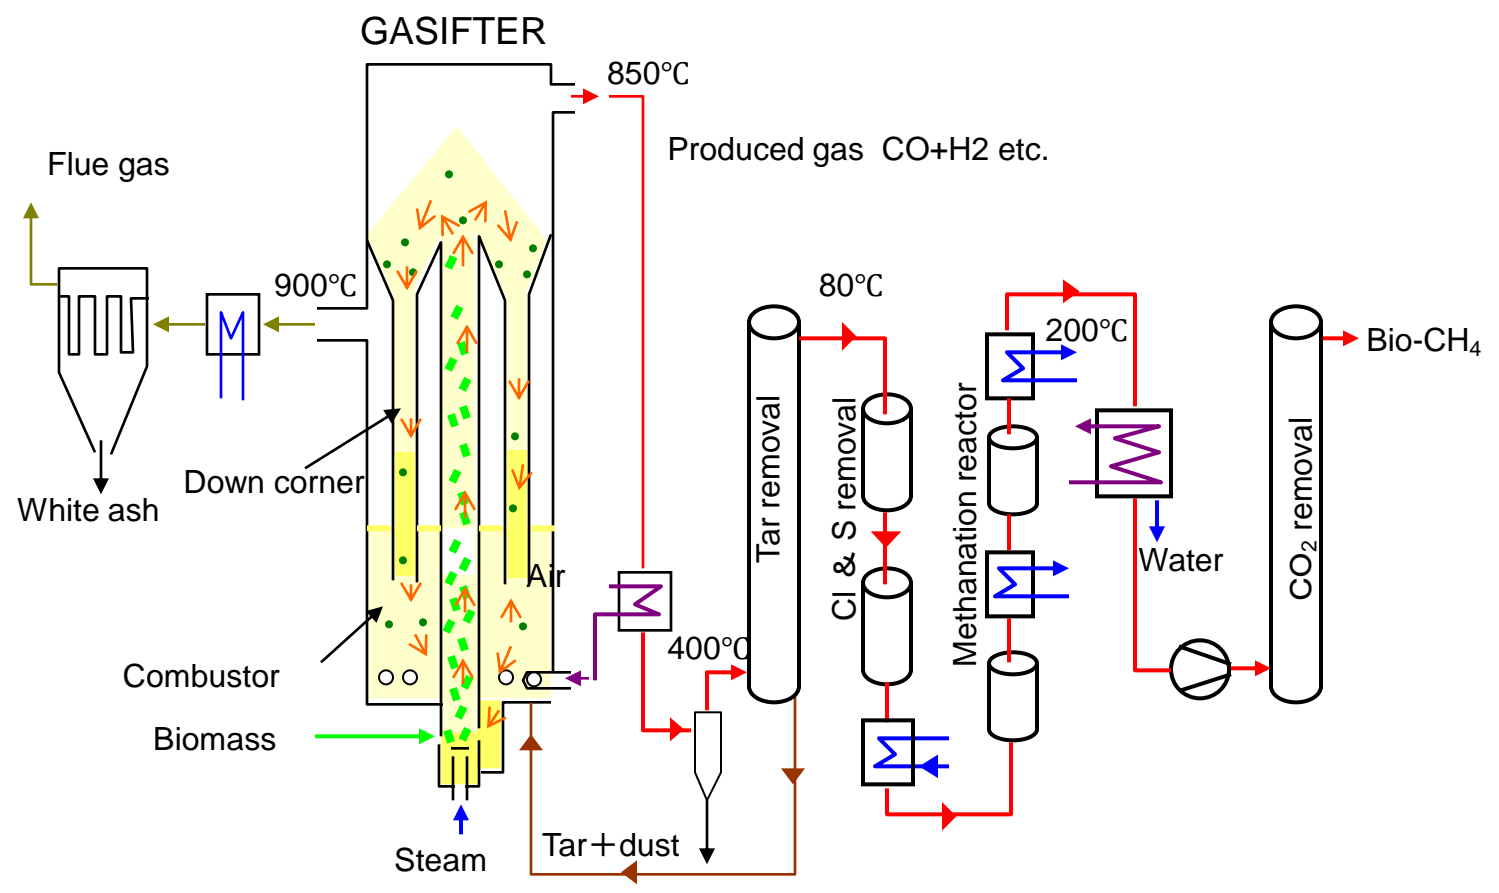 GASIFTER
850℃
Produced gas  CO+H2 etc.
Flue gas
900℃
80℃
200℃
Bio-CH₄
Down corner
White ash
Tar removal
Cl & S removal
Methanation reactor
CO₂ removal
Air
Water
400℃
Combustor
Biomass
Tar＋dust
Steam